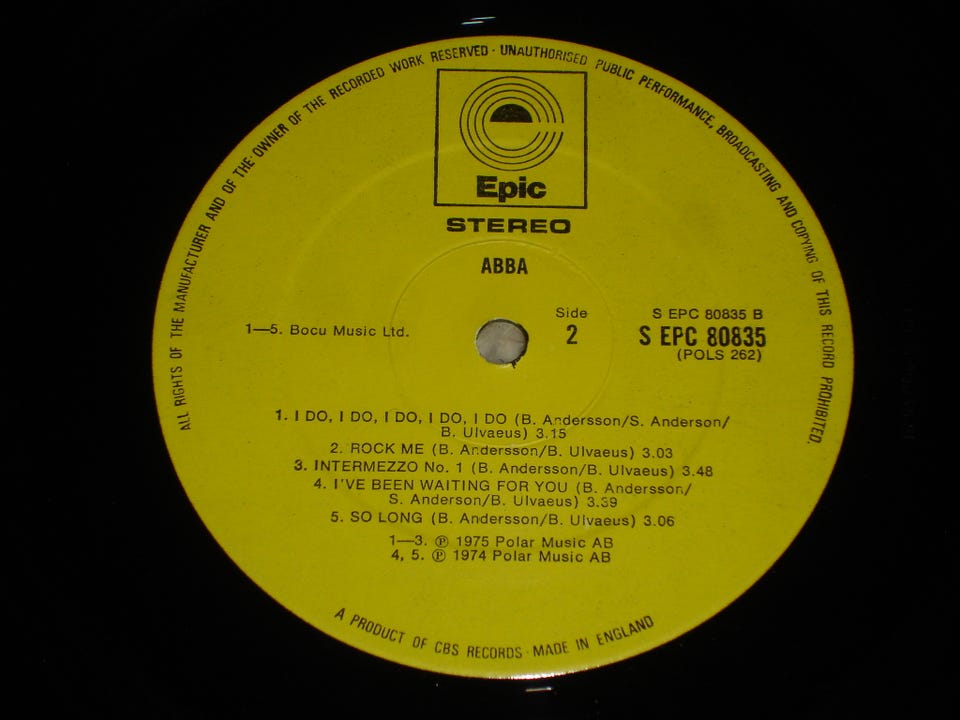 ALL RIGHTS OF THE MANUFACTURER AND OF THE OWNER OF THE RECORDED WORK RESERVED · UNAUTHORISED PUBLIC PERFORMANCE, BROADCASTING AND COPYING OF THIS RECORD PROHIBITED.
Epic
STEREO
ABBA
1—5. Bocu Music Ltd.
Side
2
S EPC 80835 B
S EPC 80835
(POLS 262)
1. I DO, I DO, I DO, I DO, I DO (B. Andersson/S. Anderson/
B. Ulvaeus) 3.15
2. ROCK ME (B. Andersson/B. Ulvaeus) 3.03
3. INTERMEZZO No. 1 (B. Andersson/B. Ulvaeus) 3.48
4. I'VE BEEN WAITING FOR YOU (B. Andersson/
S. Anderson/B. Ulvaeus) 3.39
5. SO LONG (B. Andersson/B. Ulvaeus) 3.06
1—3. ℗ 1975 Polar Music AB
4, 5. ℗ 1974 Polar Music AB
A PRODUCT OF CBS RECORDS · MADE IN ENGLAND